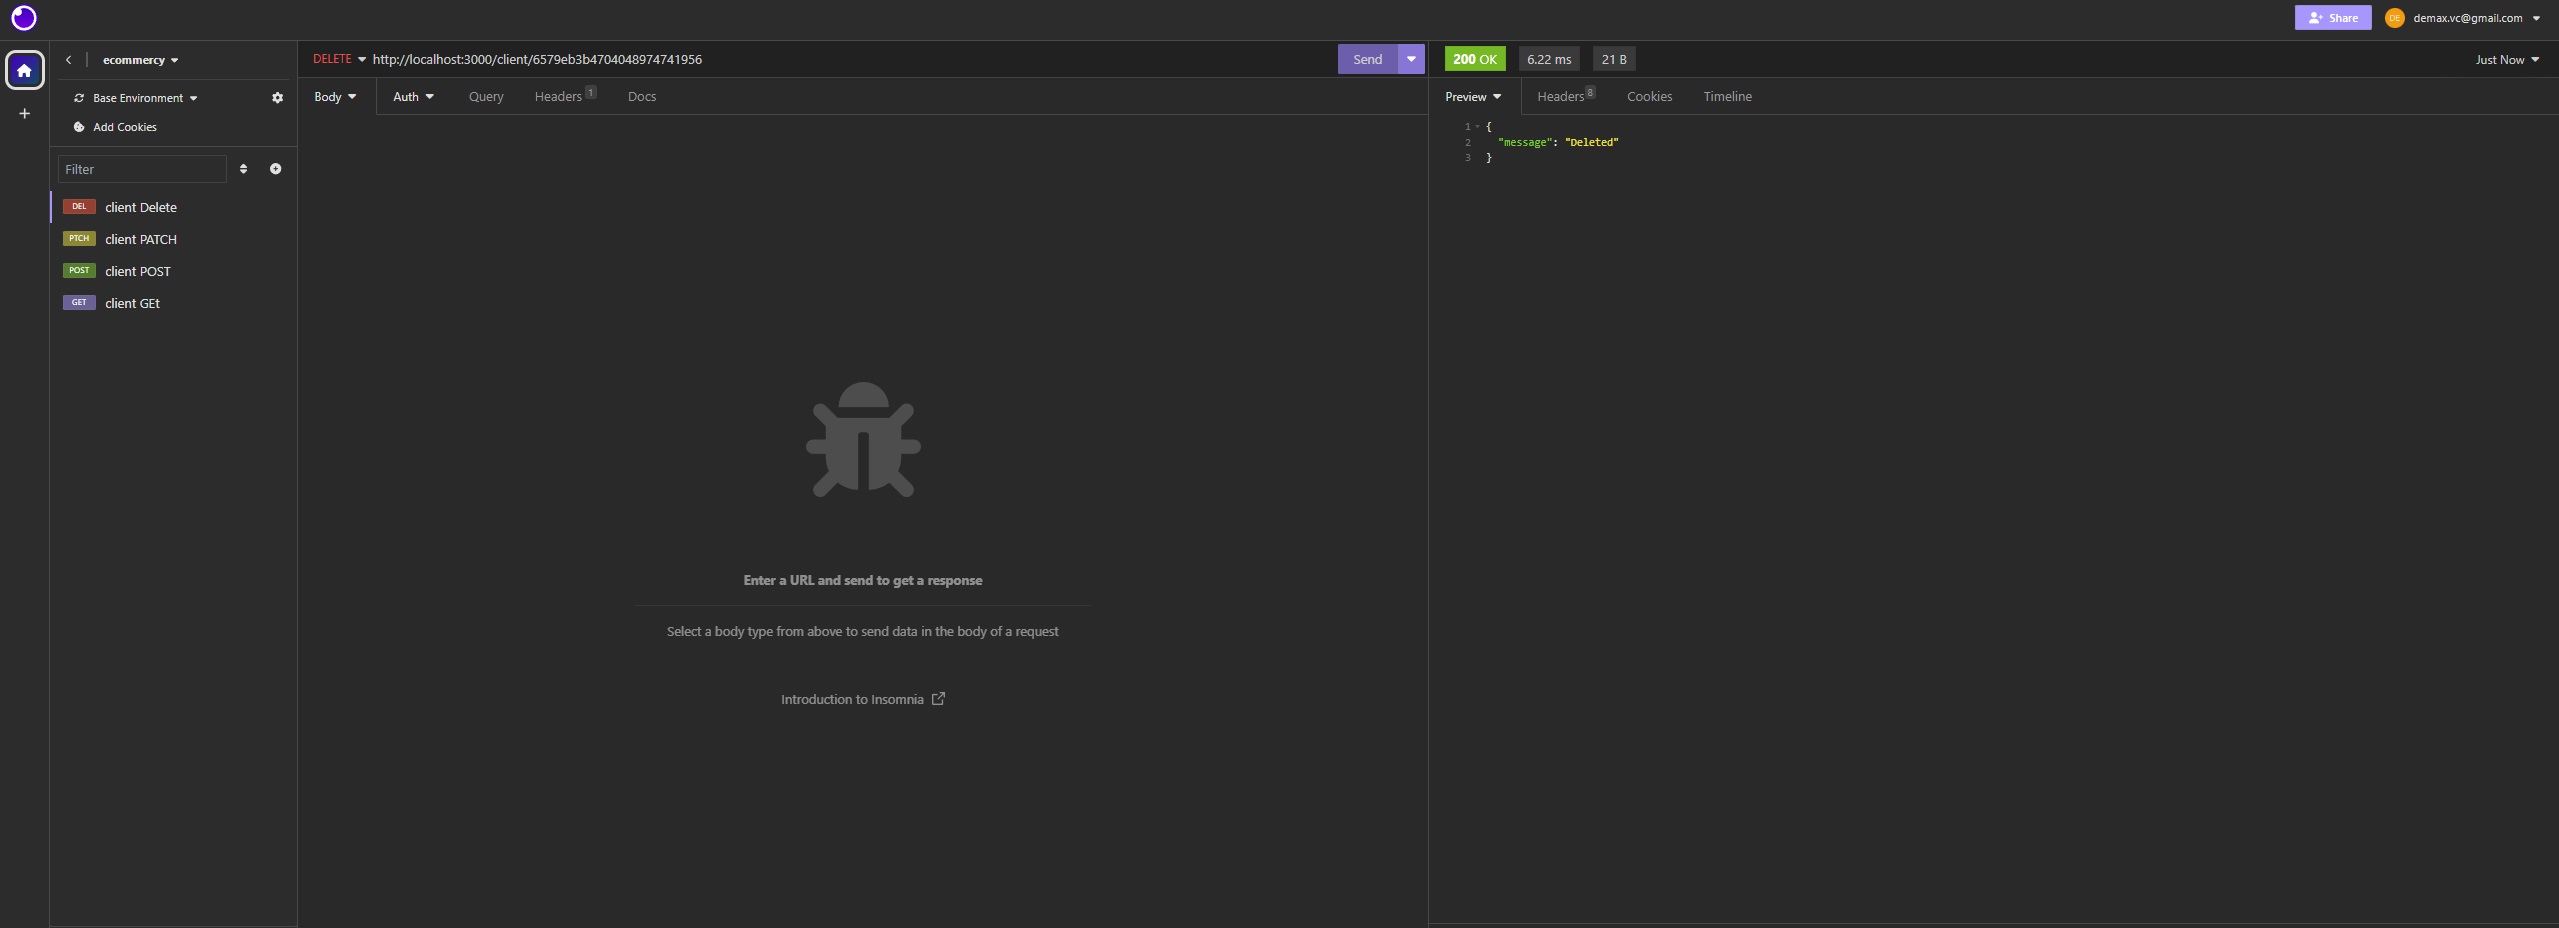 Share
DE
demax.vc@gmail.com
ecommercy
DELETE
http://localhost:3000/client/6579eb3b4704048974741956
Send
200 OK
6.22 ms
21 B
Just Now
Base Environment
Add Cookies
Body
Auth
Query
Headers 1
Docs
Preview
Headers 8
Cookies
Timeline
Filter
DEL client Delete
PTCH client PATCH
POST client POST
GET client GEt
1 {
2 "message": "Deleted"
3 }
Enter a URL and send to get a response
Select a body type from above to send data in the body of a request
Introduction to Insomnia